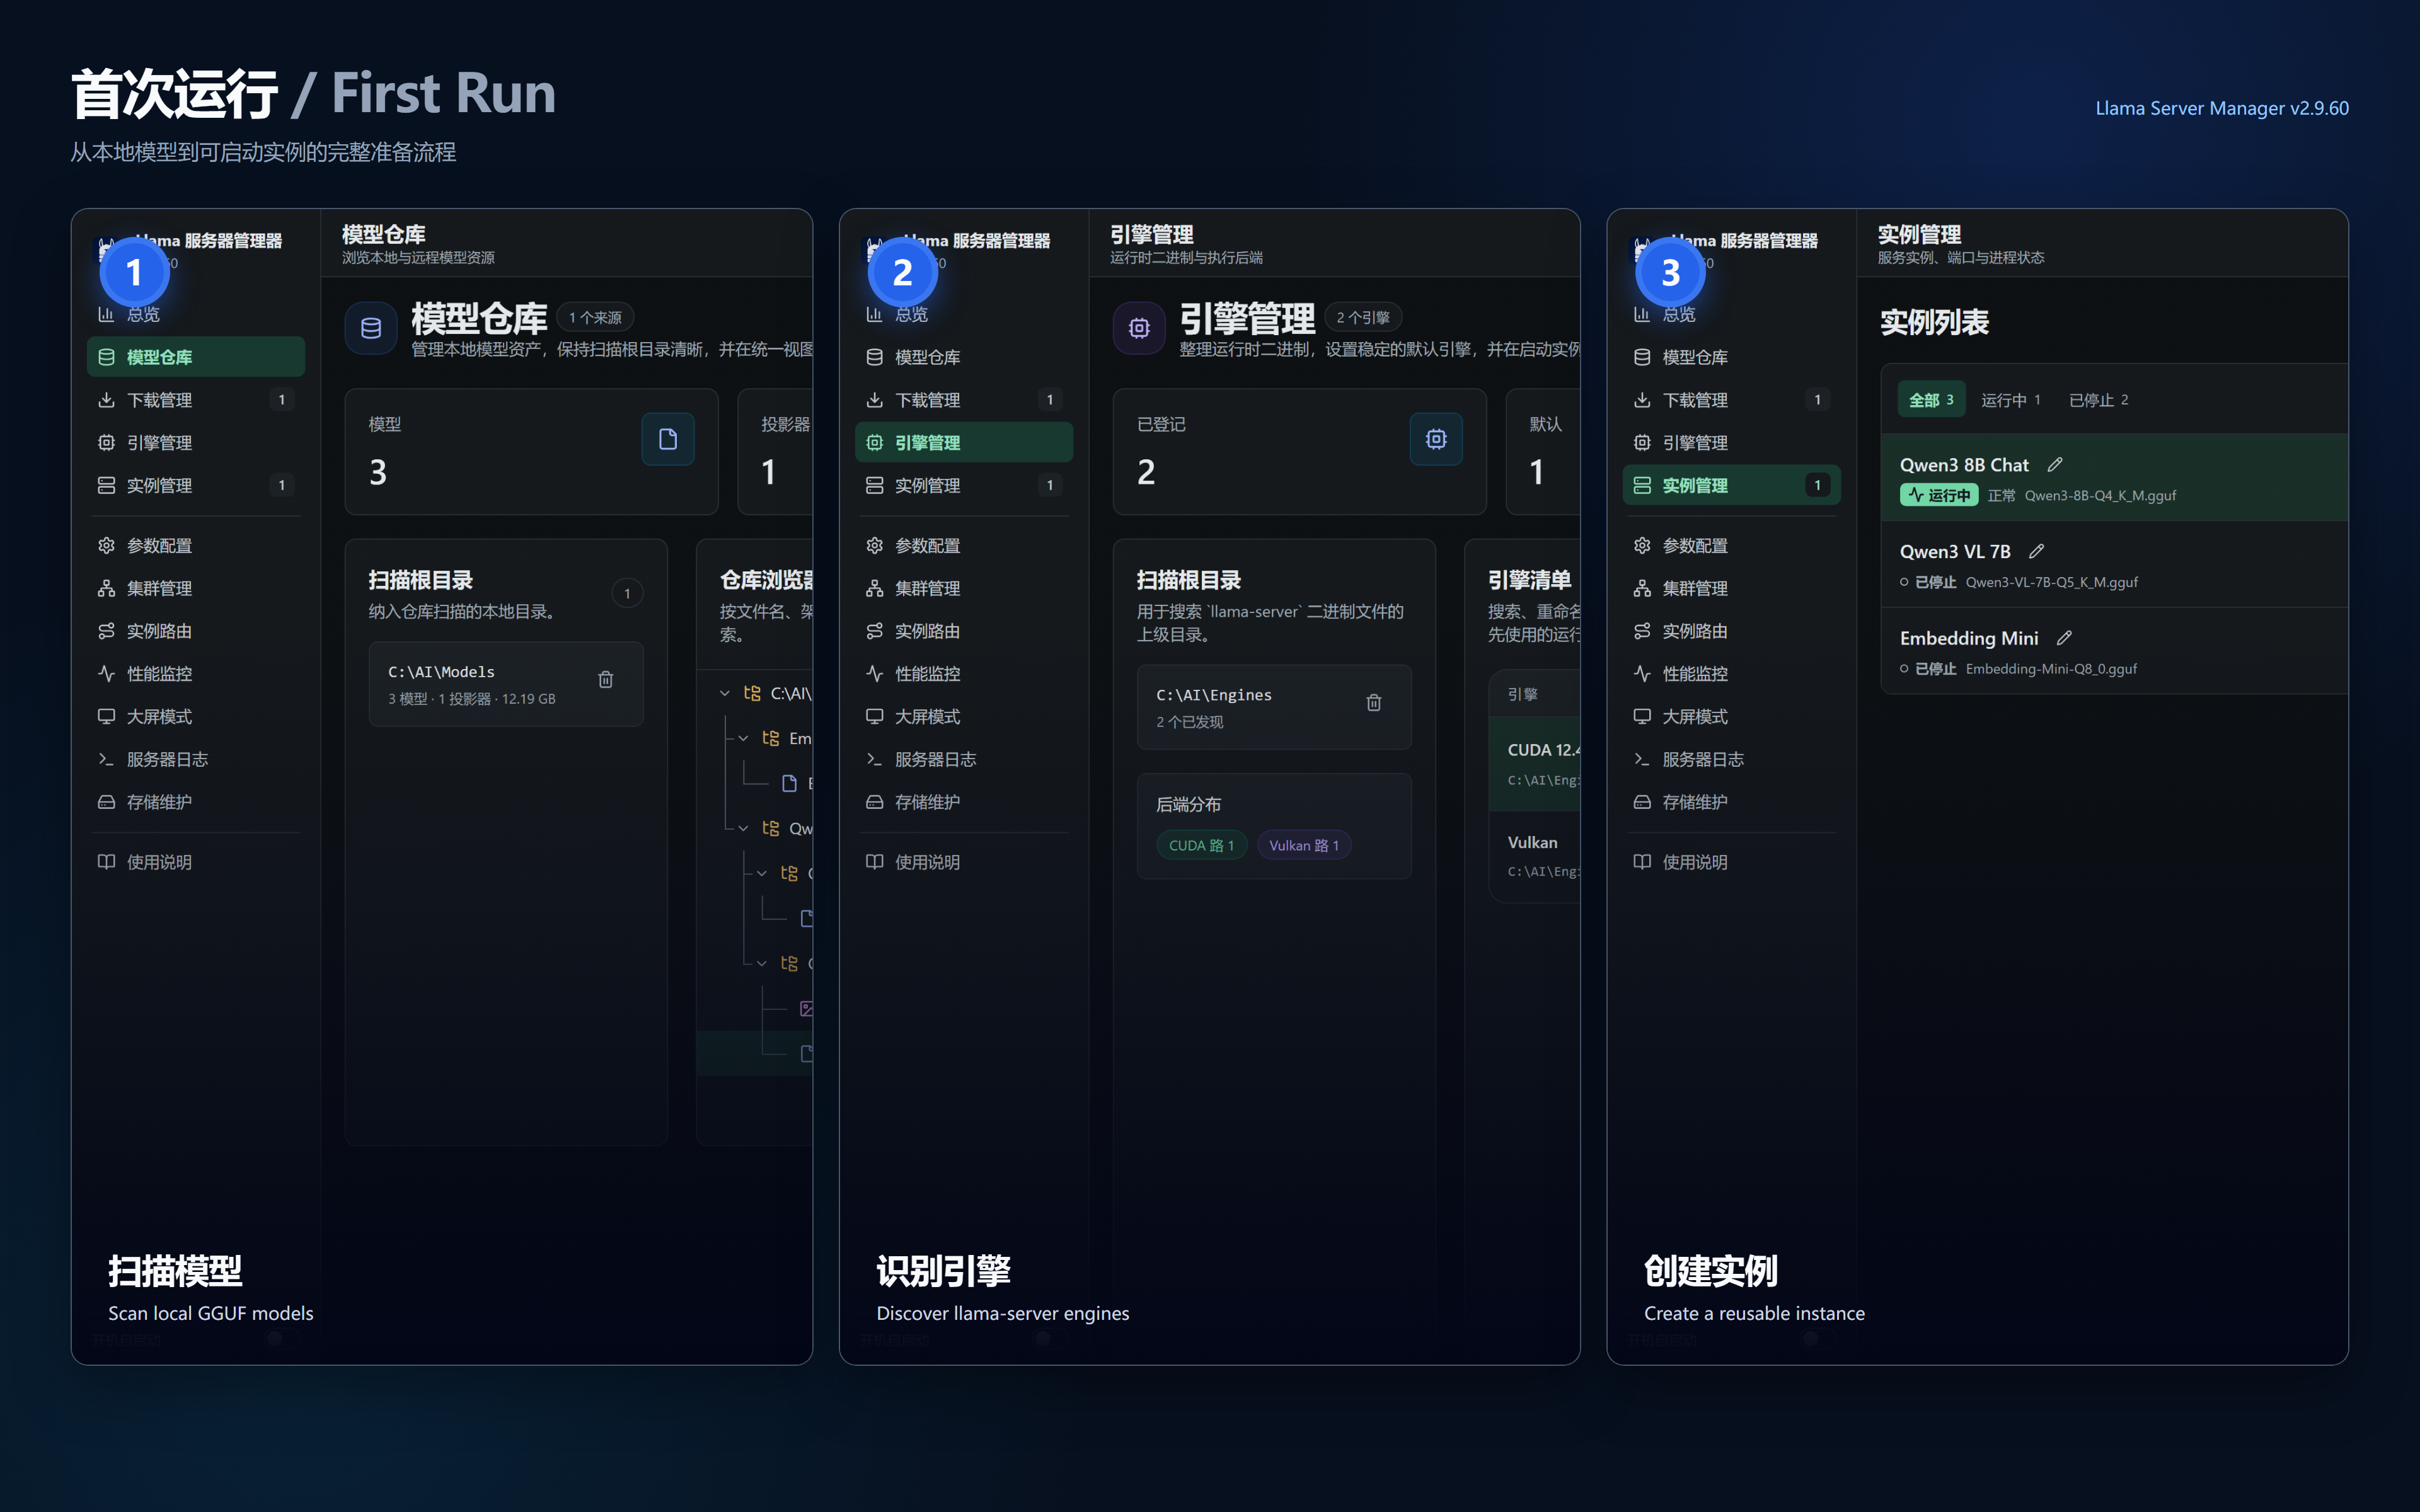 首次运行 / First Run
从本地模型到可启动实例的完整准备流程
Llama Server Manager v2.9.60
1
服务器管理器
总览
模型仓库
下载管理 1
引擎管理
实例管理 1
参数配置
集群管理
实例路由
性能监控
大屏模式
服务器日志
存储维护
使用说明
模型仓库
浏览本地与远程模型资源
模型仓库 1 个来源
管理本地模型资产，保持扫描根目录清晰，并在统一视图
模型
3
投影器
1
扫描根目录
1
纳入仓库扫描的本地目录。
C:\AI\Models
3 模型 · 1 投影器 · 12.19 GB
仓库浏览器
按文件名、架
索。
C:\AI\
Em
Qw
扫描模型
Scan local GGUF models
2
服务器管理器
总览
模型仓库
下载管理 1
引擎管理
实例管理 1
参数配置
集群管理
实例路由
性能监控
大屏模式
服务器日志
存储维护
使用说明
引擎管理
运行时二进制与执行后端
引擎管理 2 个引擎
整理运行时二进制，设置稳定的默认引擎，并在启动实例
已登记
2
默认
1
扫描根目录
用于搜索 `llama-server` 二进制文件的
上级目录。
C:\AI\Engines
2 个已发现
后端分布
CUDA 路 1 Vulkan 路 1
引擎清单
搜索、重命名
先使用的运行
引擎
CUDA 12.4
C:\AI\Engi
Vulkan
C:\AI\Engi
识别引擎
Discover llama-server engines
3
服务器管理器
总览
模型仓库
下载管理 1
引擎管理
实例管理 1
参数配置
集群管理
实例路由
性能监控
大屏模式
服务器日志
存储维护
使用说明
实例管理
服务实例、端口与进程状态
实例列表
全部 3 运行中 1 已停止 2
Qwen3 8B Chat
运行中 正常 Qwen3-8B-Q4_K_M.gguf
Qwen3 VL 7B
已停止 Qwen3-VL-7B-Q5_K_M.gguf
Embedding Mini
已停止 Embedding-Mini-Q8_0.gguf
创建实例
Create a reusable instance